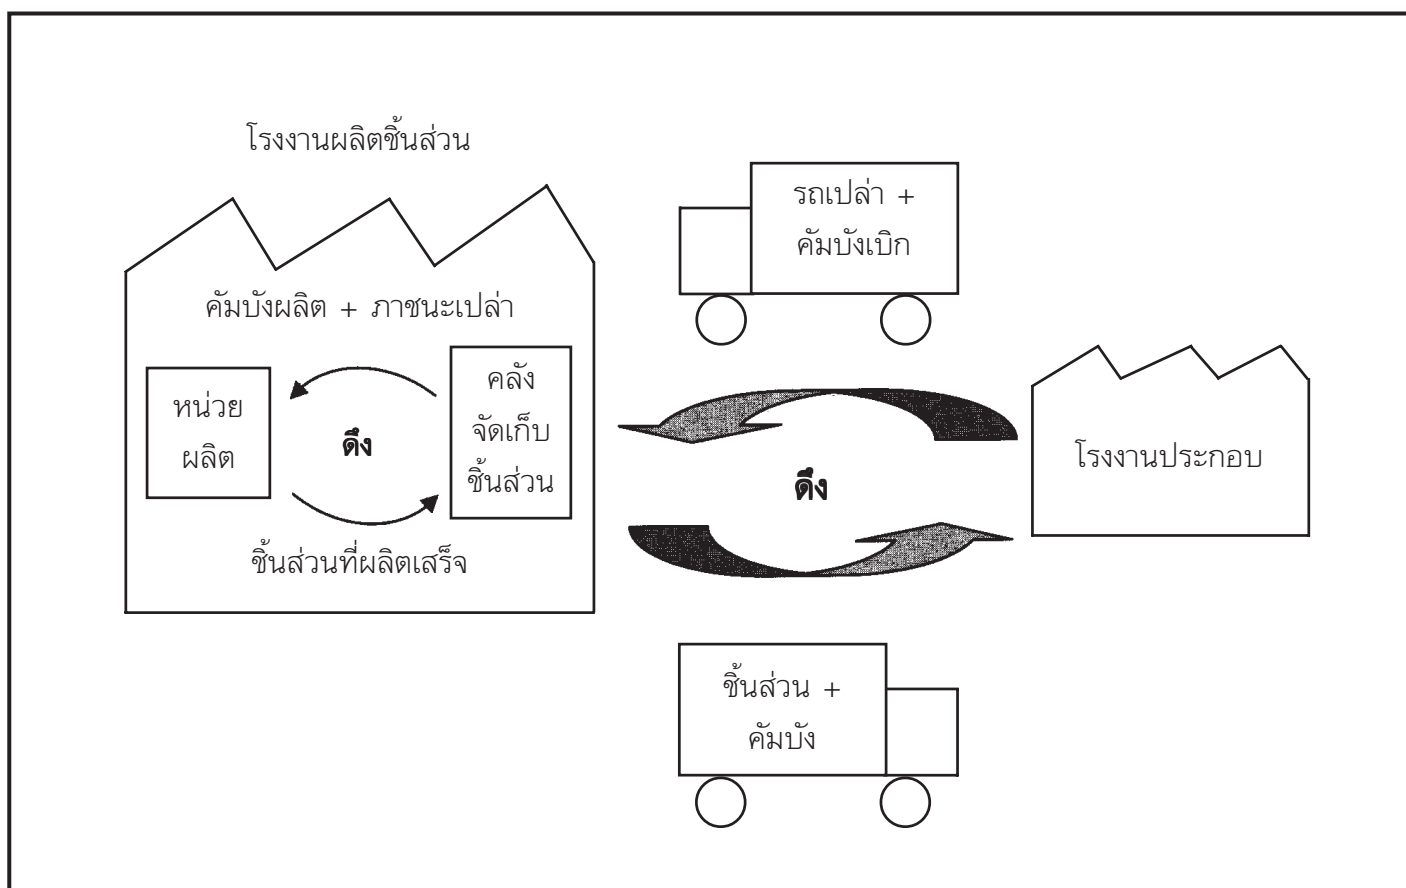 โรงงานผลิตชิ้นส่วน
คัมบังผลิต + ภาชนะเปล่า
หน่วย
ผลิต
ดึง
คลัง
จัดเก็บ
ชิ้นส่วน
ชิ้นส่วนที่ผลิตเสร็จ
รถเปล่า +
คัมบังเบิก
ดึง
โรงงานประกอบ
ชิ้นส่วน +
คัมบัง